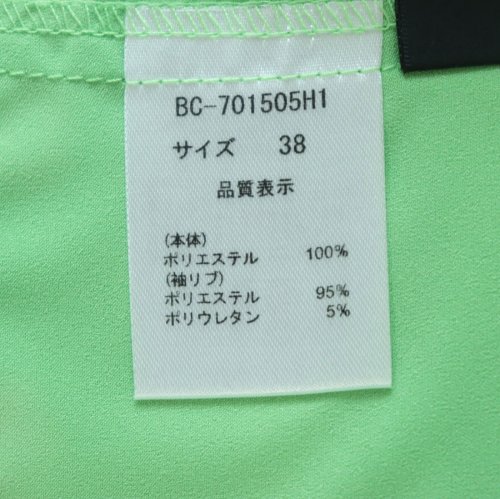 BC-701505H1
サイズ 38
品質表示
(本体)
ポリエステル 100%
(袖リブ)
ポリエステル 95%
ポリウレタン 5%